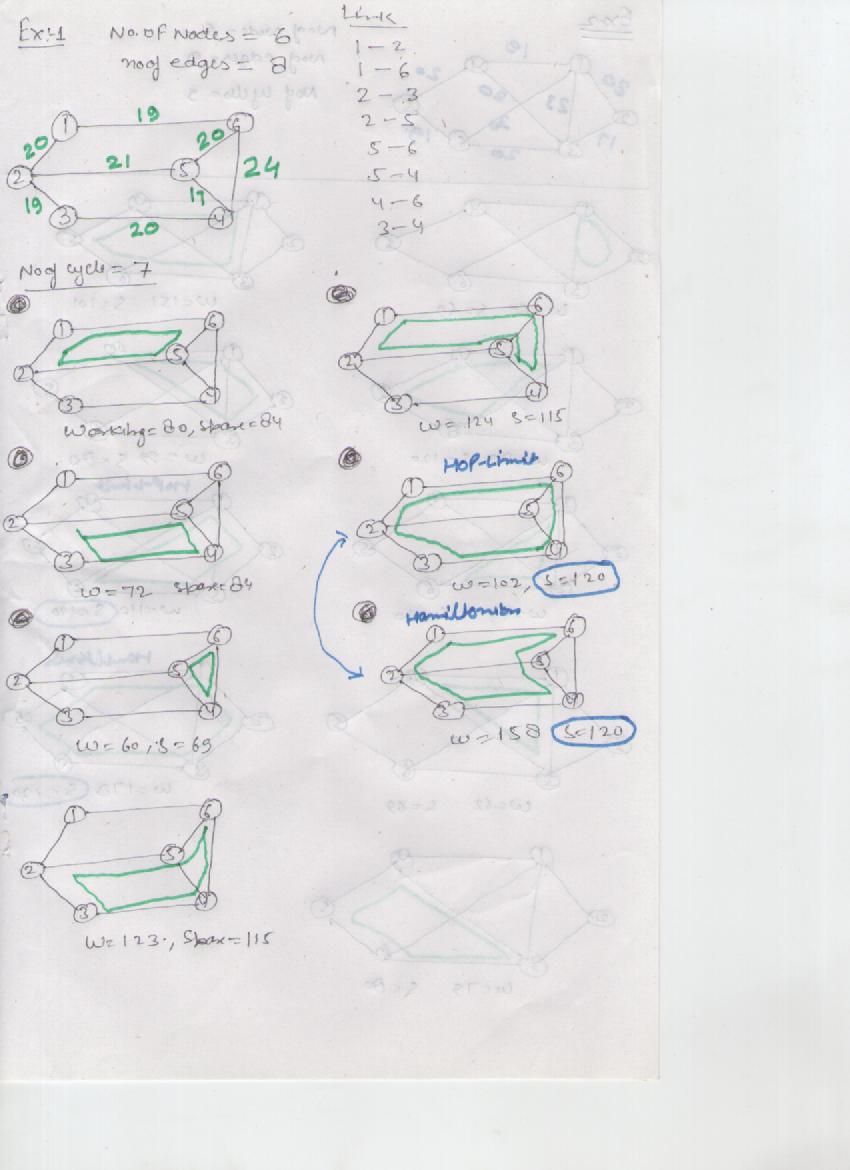 Ex:-1 No. of Nodes = 6
no of edges = 8
Link
1 - 2
1 - 6
2 - 3
2 - 5
5 - 6
5 - 4
4 - 6
3 - 4
1 19 6
20 20
2 21 5 24
19 17
3 20 4
No of cycle = 7
1 6
2 5
3 4
Working = 80, Spare = 84
1 6
2 5
3 4
W = 124 S = 115
1 6
2 5
3 4
W = 72 Spare = 84
HOP-Limit
1 6
2 5
3 4
W = 102, S = 120
1 6
2 5
3 4
W = 60, S = 69
Hamiltonian
1 6
2 5
3 4
W = 158 S = 120
1 6
2 5
3 4
W = 123, Spare = 115